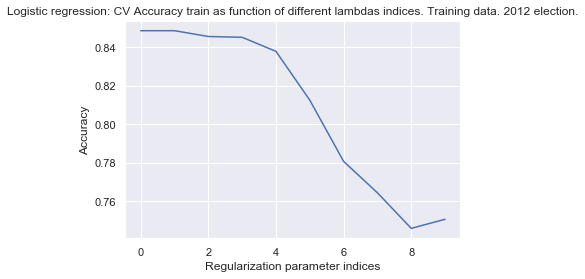 Logistic regression: CV Accuracy train as function of different lambdas indices. Training data. 2012 election.
0.84
0.82
0.80
0.78
0.76
Accuracy
0 2 4 6 8
Regularization parameter indices